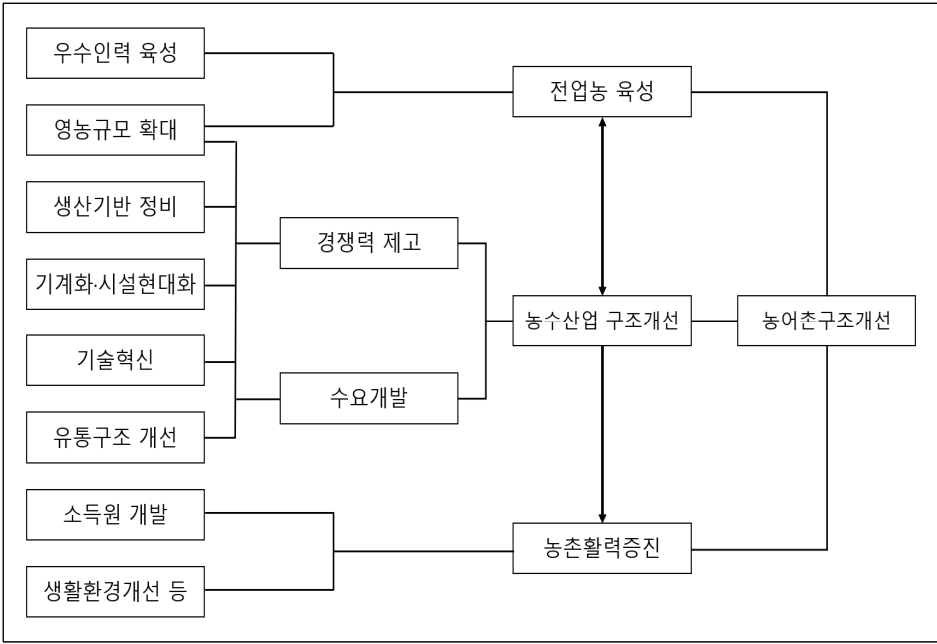 우수인력 육성
영농규모 확대
생산기반 정비
기계화·시설현대화
기술혁신
유통구조 개선
소득원 개발
생활환경개선 등
경쟁력 제고
수요개발
전업농 육성
농수산업 구조개선
농촌활력증진
농어촌구조개선